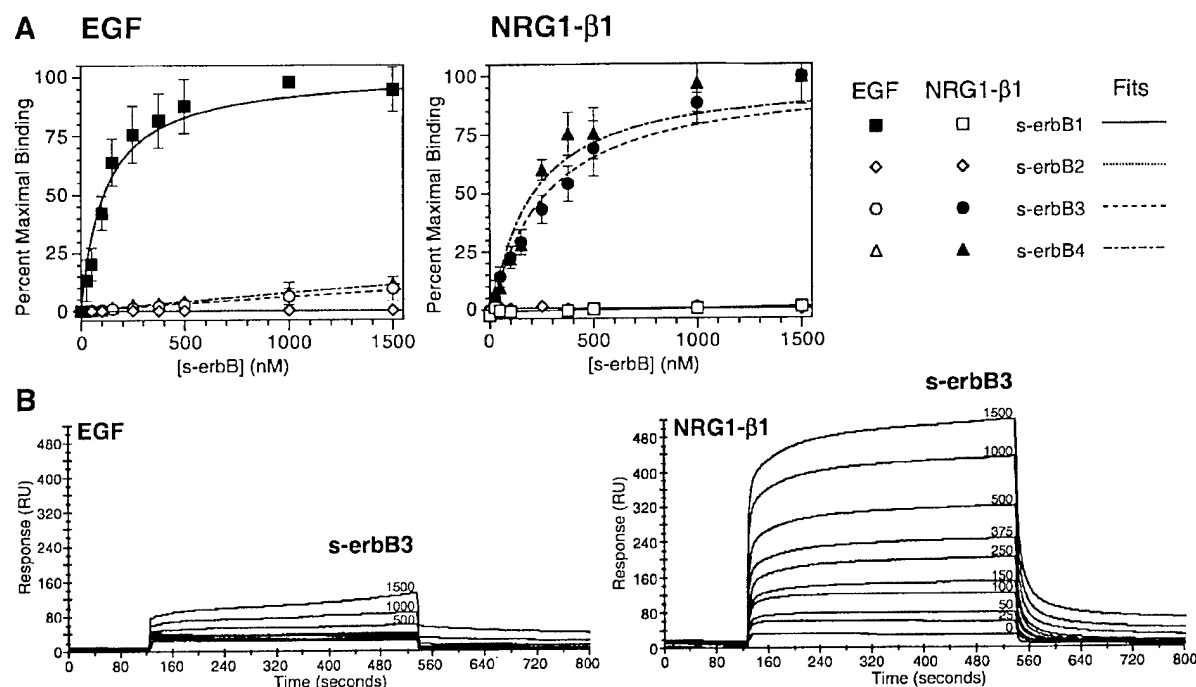 A EGF NRG1-β1
Percent Maximal Binding
100
75
50
25
0
0 500 1000 1500
[s-erbB] (nM)
Percent Maximal Binding
100
75
50
25
0
0 500 1000 1500
[s-erbB] (nM)
EGF NRG1-β1 Fits
s-erbB1
s-erbB2
s-erbB3
s-erbB4
B
EGF
Response (RU)
480
400
320
240
160
80
0
s-erbB3
1500
1000
500
0 80 160 240 320 400 480 560 640 720 800
Time (seconds)
s-erbB3
NRG1-β1
Response (RU)
480
400
320
240
160
80
0
1500
1000
500
375
250
150
100
50
25
0
0 80 160 240 320 400 480 560 640 720 800
Time (seconds)